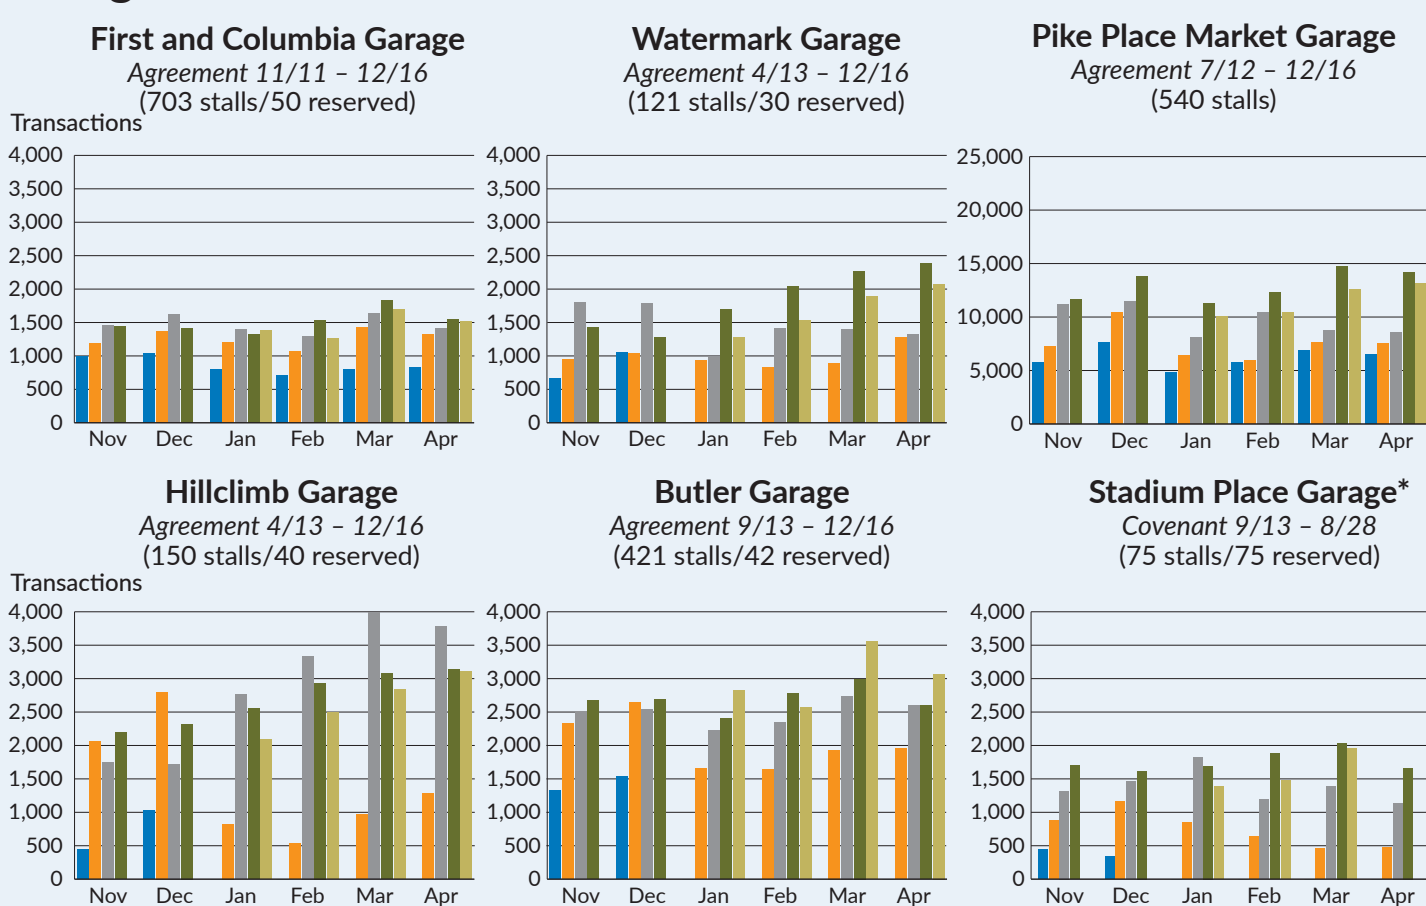 First and Columbia Garage
Agreement 11/11 – 12/16
(703 stalls/50 reserved)
Transactions
4,000
3,500
3,000
2,500
2,000
1,500
1,000
500
0
Nov Dec Jan Feb Mar Apr
Watermark Garage
Agreement 4/13 – 12/16
(121 stalls/30 reserved)
4,000
3,500
3,000
2,500
2,000
1,500
1,000
500
0
Nov Dec Jan Feb Mar Apr
Pike Place Market Garage
Agreement 7/12 – 12/16
(540 stalls)
25,000
20,000
15,000
10,000
5,000
0
Nov Dec Jan Feb Mar Apr
Hillclimb Garage
Agreement 4/13 – 12/16
(150 stalls/40 reserved)
Transactions
4,000
3,500
3,000
2,500
2,000
1,500
1,000
500
0
Nov Dec Jan Feb Mar Apr
Butler Garage
Agreement 9/13 – 12/16
(421 stalls/42 reserved)
4,000
3,500
3,000
2,500
2,000
1,500
1,000
500
0
Nov Dec Jan Feb Mar Apr
Stadium Place Garage*
Covenant 9/13 – 8/28
(75 stalls/75 reserved)
4,000
3,500
3,000
2,500
2,000
1,500
1,000
500
0
Nov Dec Jan Feb Mar Apr